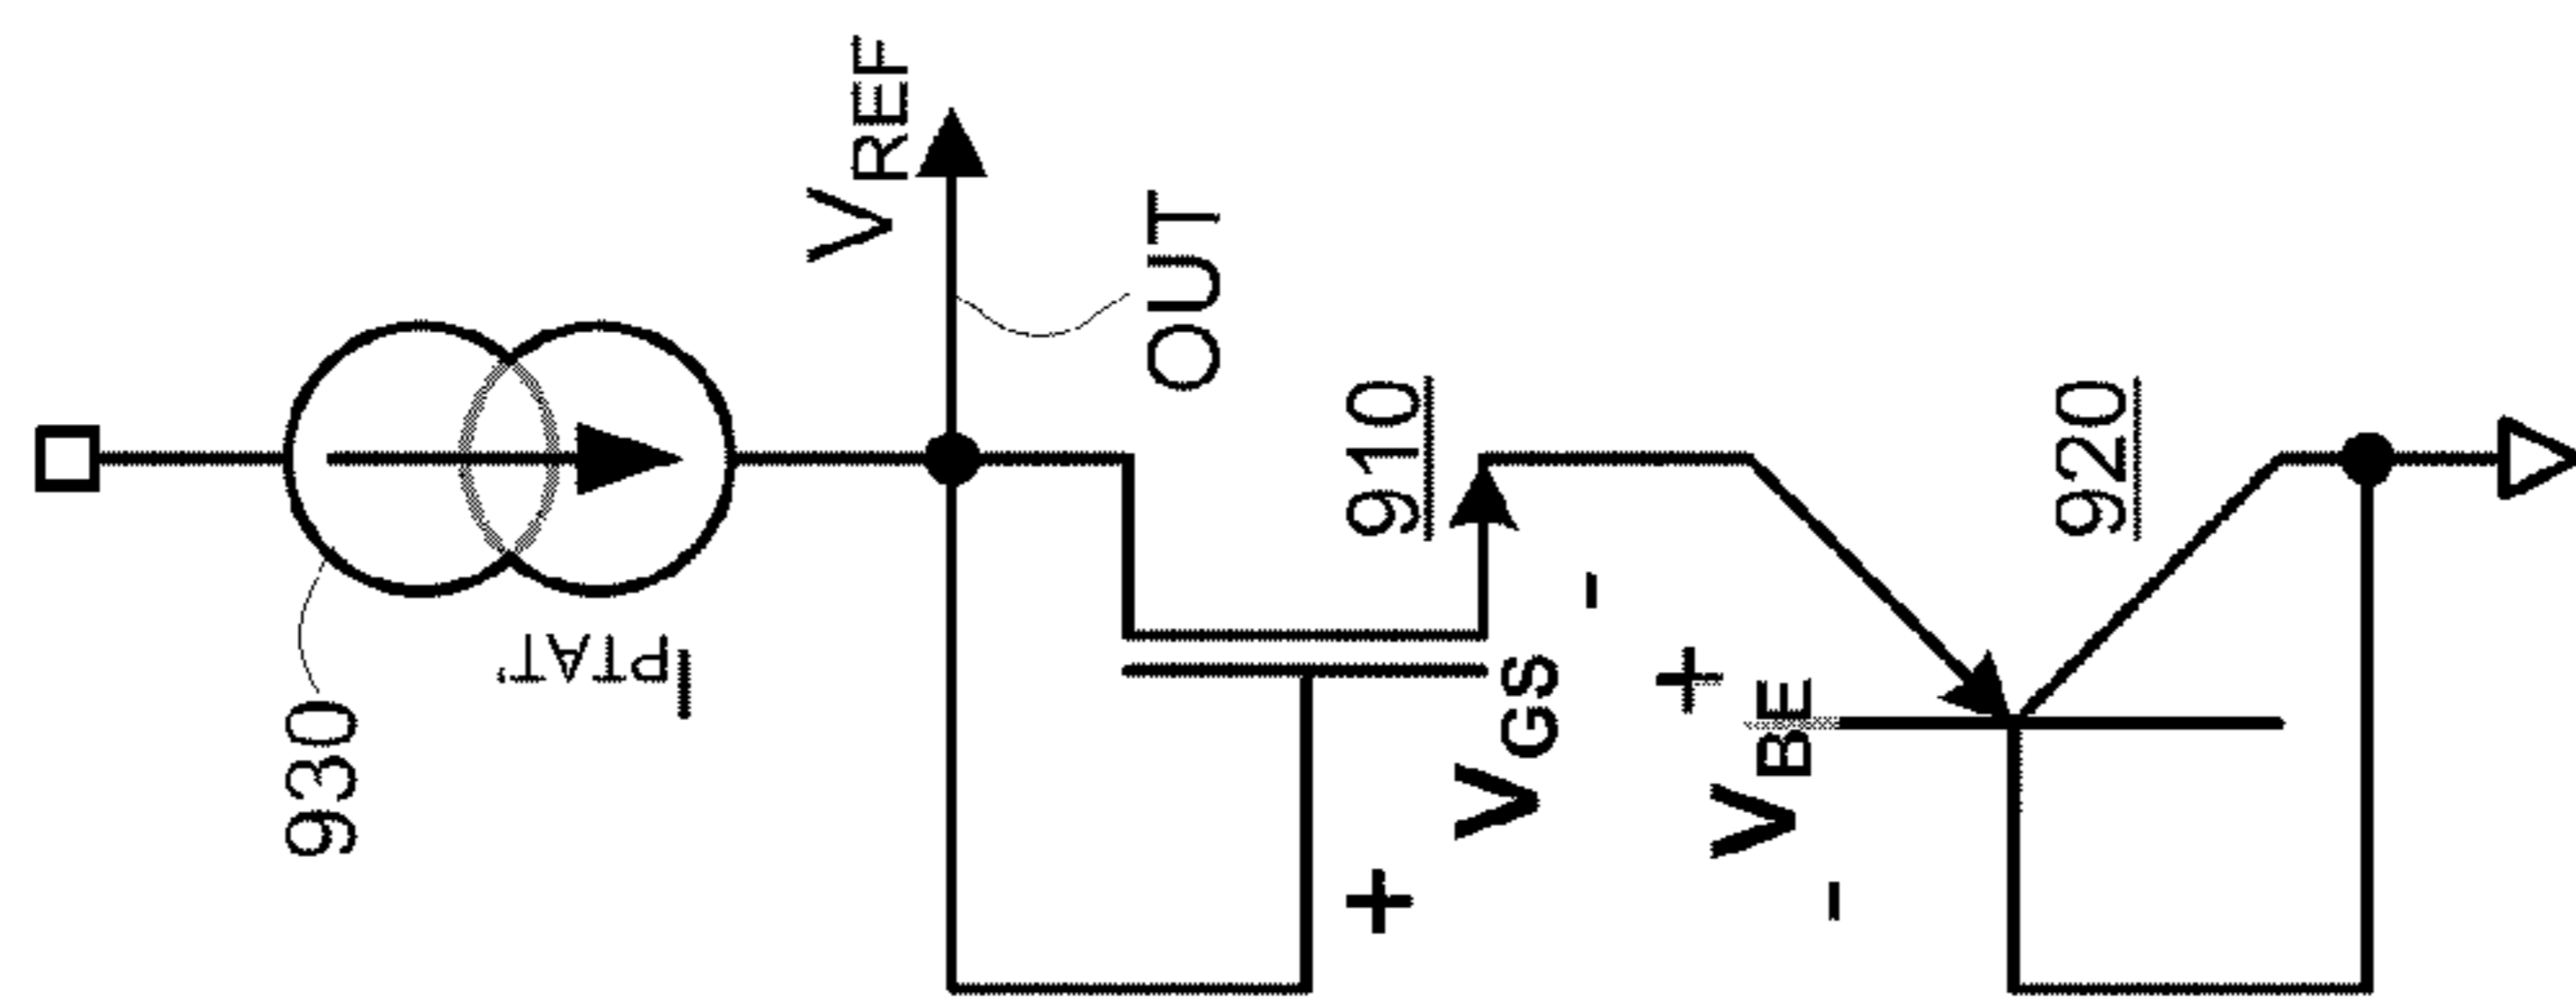 930
IPTAT'
VREF
OUT
910
+ VGS -
+ VBE -
920